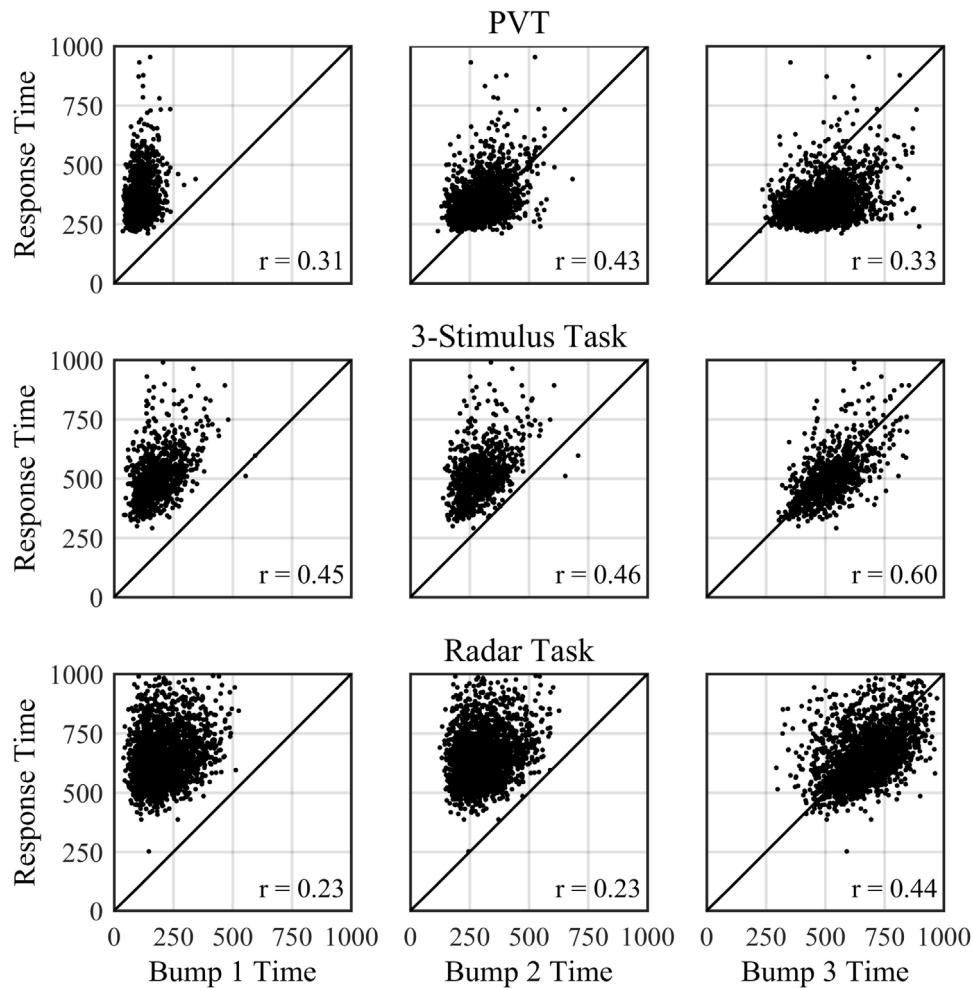 PVT
1000
750
500
250
0
Response Time
r = 0.31
r = 0.43
r = 0.33
3-Stimulus Task
1000
750
500
250
0
Response Time
r = 0.45
r = 0.46
r = 0.60
Radar Task
1000
750
500
250
0
Response Time
r = 0.23
r = 0.23
r = 0.44
0 250 500 750 1000
0 250 500 750 1000
0 250 500 750 1000
Bump 1 Time
Bump 2 Time
Bump 3 Time